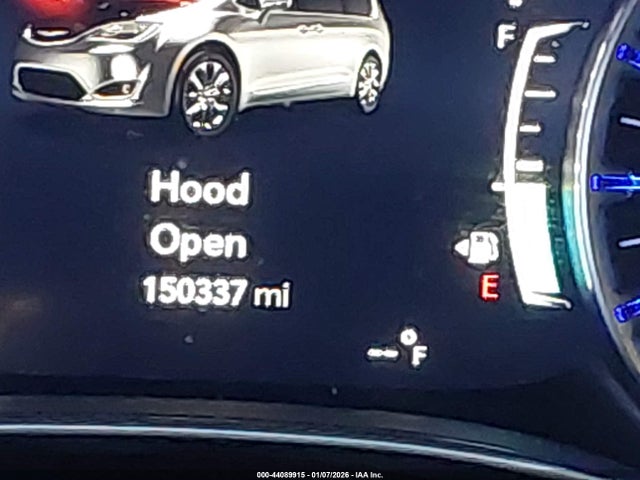 F
Hood
Open
150337 mi
E
-- °F
000-44089915 - 01/07/2026 - IAA Inc.